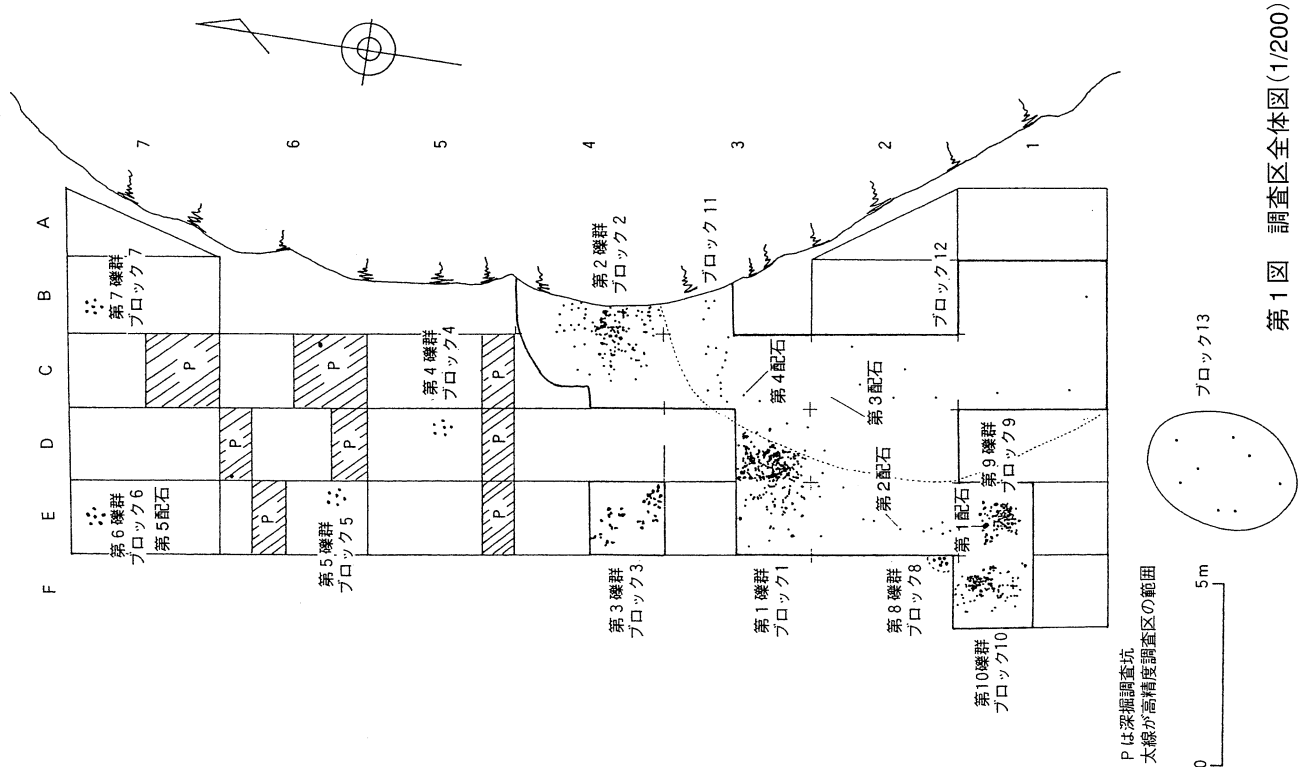 F
E
D
C
B
A
7
6
5
4
3
2
1
第7礫群
ブロック7
第6礫群
ブロック6
第5配石
P
P
P
P
P
第5礫群
ブロック5
第4礫群
ブロック4
P
P
P
第3礫群
ブロック3
第2礫群
ブロック2
ブロック11
第1礫群
ブロック1
第4配石
第3配石
第2配石
第8礫群
ブロック8
第1配石
第9礫群
ブロック9
ブロック12
第10礫群
ブロック10
ブロック13
Pは深掘調査坑
太線が高精度調査区の範囲
0
5m
第1図 調査区全体図(1/200)